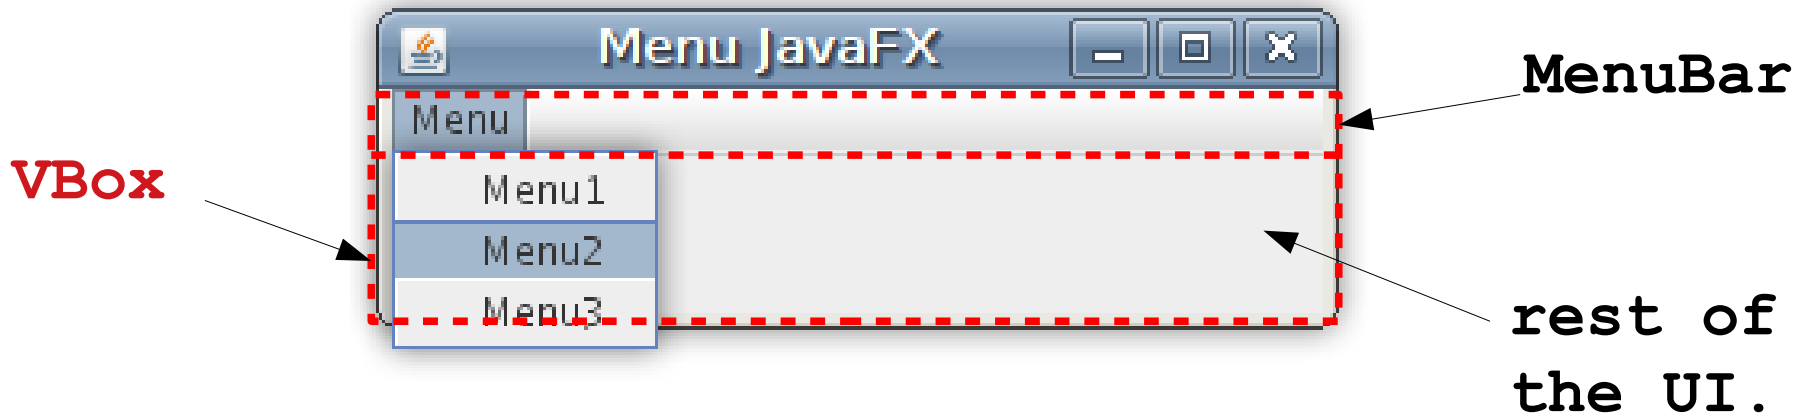 Menu JavaFX
MenuBar
Menu
VBox
Menu1
Menu2
Menu3
rest of
the UI.